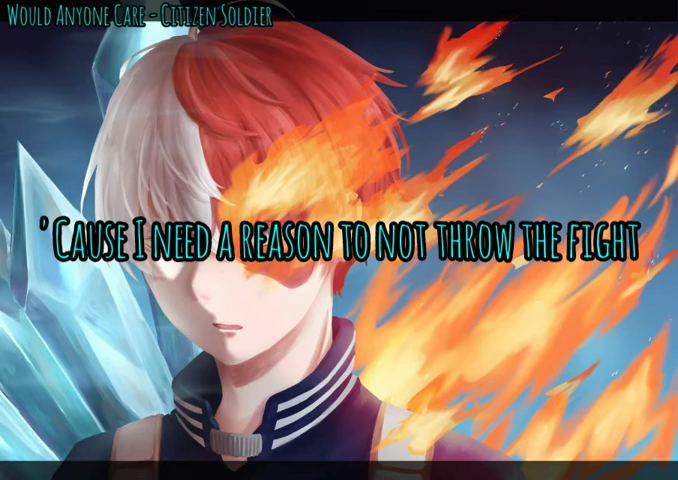 Would Anyone Care - Citizen Soldier
'Cause I need a reason to not throw the fight